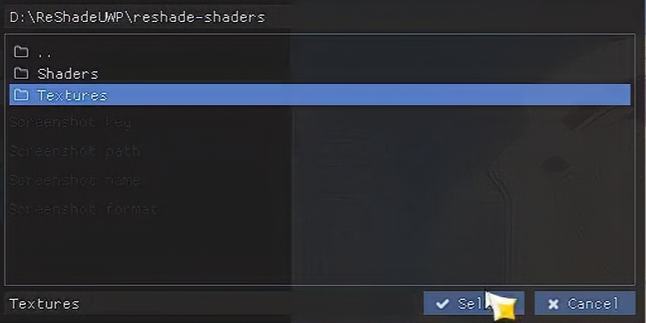 D:\ReShadeUWP\reshade-shaders
..
Shaders
Textures
Screenshot key
Screenshot path
Screenshot name
Screenshot format
Textures
Cancel